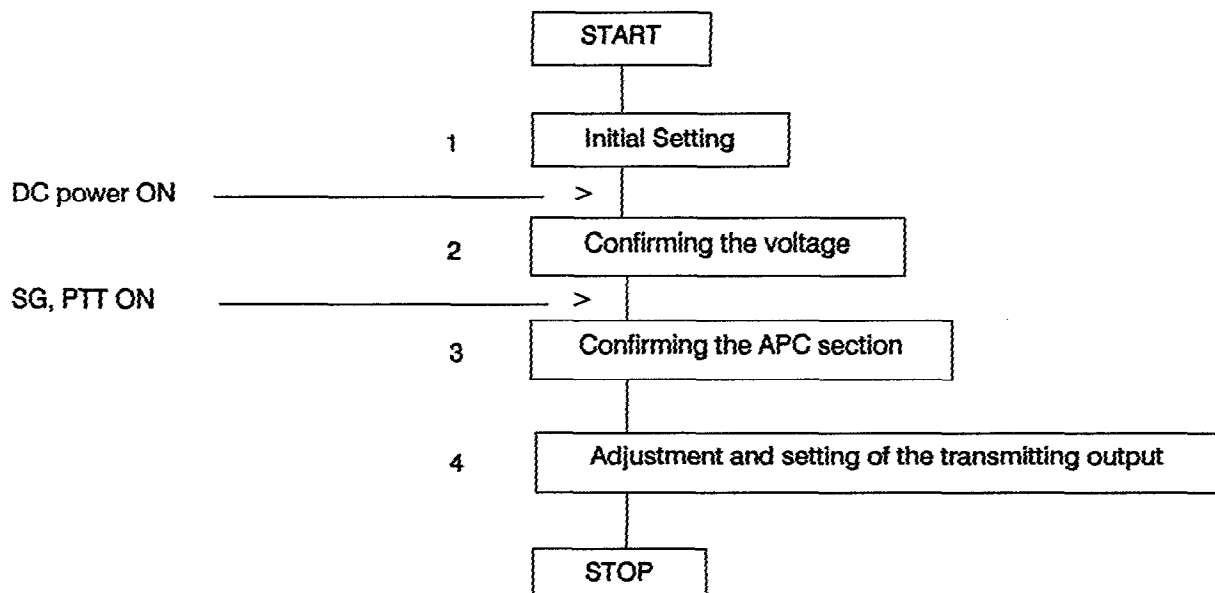 START
1 Initial Setting
DC power ON >
2 Confirming the voltage
SG, PTT ON >
3 Confirming the APC section
4 Adjustment and setting of the transmitting output
STOP